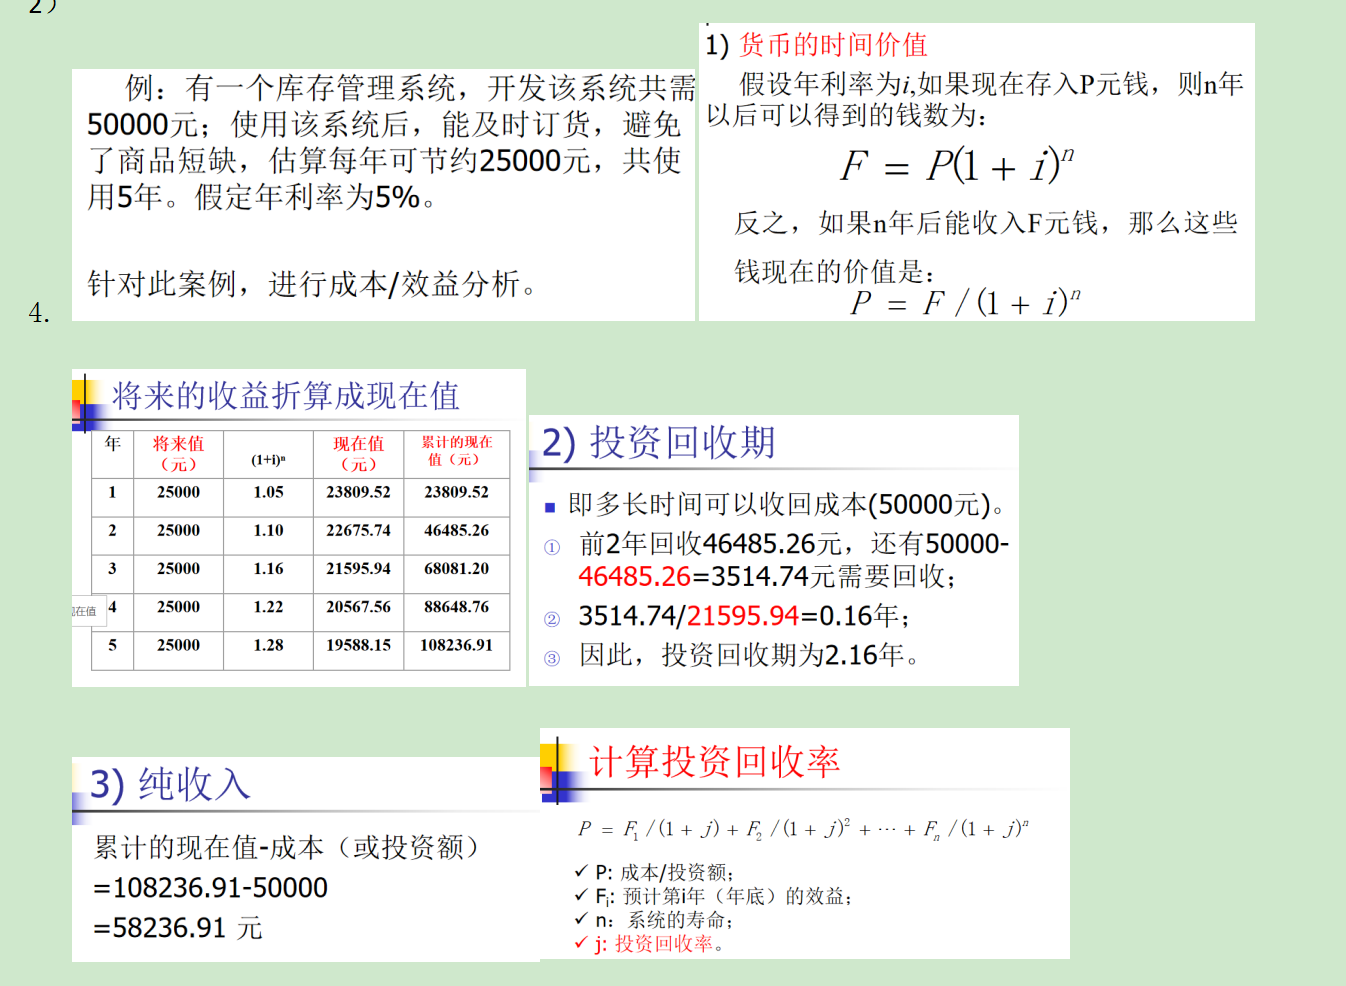 2）
例：有一个库存管理系统，开发该系统共需
50000元；使用该系统后，能及时订货，避免
了商品短缺，估算每年可节约25000元，共使
用5年。假定年利率为5%。
针对此案例，进行成本/效益分析。
4.
1) 货币的时间价值
假设年利率为i,如果现在存入P元钱，则n年
以后可以得到的钱数为：
F = P(1 + i)ⁿ
反之，如果n年后能收入F元钱，那么这些
钱现在的价值是：
P = F / (1 + i)ⁿ
将来的收益折算成现在值
年 将来值（元） (1+i)ⁿ 现在值（元） 累计的现在值（元）
1 25000 1.05 23809.52 23809.52
2 25000 1.10 22675.74 46485.26
3 25000 1.16 21595.94 68081.20
4 25000 1.22 20567.56 88648.76
5 25000 1.28 19588.15 108236.91
在值
2) 投资回收期
即多长时间可以收回成本(50000元)。
① 前2年回收46485.26元，还有50000-
46485.26=3514.74元需要回收；
② 3514.74/21595.94=0.16年；
③ 因此，投资回收期为2.16年。
3) 纯收入
累计的现在值-成本（或投资额）
=108236.91-50000
=58236.91 元
计算投资回收率
P = F₁ / (1 + j) + F₂ / (1 + j)² + ··· + Fₙ / (1 + j)ⁿ
✓ P: 成本/投资额；
✓ Fᵢ: 预计第i年（年底）的效益；
✓ n：系统的寿命；
✓ j: 投资回收率。